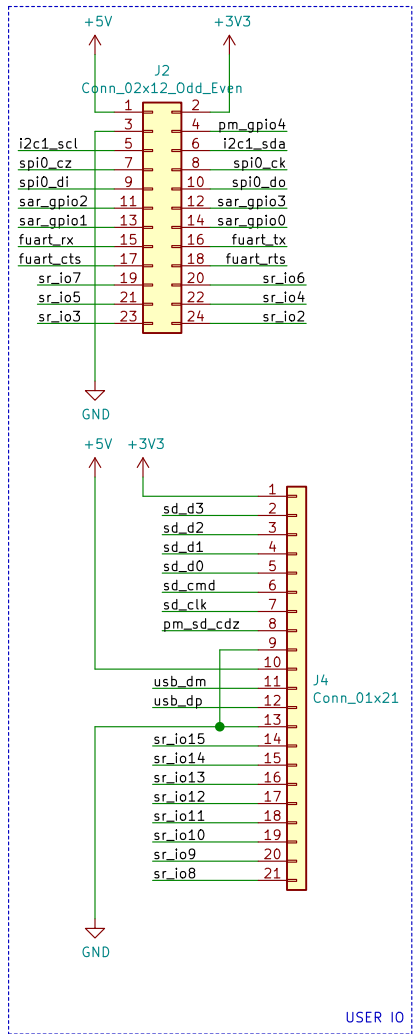 +5V +3V3
J2
Conn_02x12_Odd_Even
1 2
3 4 pm_gpio4
i2c1_scl 5 6 i2c1_sda
spi0_cz 7 8 spi0_ck
spi0_di 9 10 spi0_do
sar_gpio2 11 12 sar_gpio3
sar_gpio1 13 14 sar_gpio0
fuart_rx 15 16 fuart_tx
fuart_cts 17 18 fuart_rts
sr_io7 19 20 sr_io6
sr_io5 21 22 sr_io4
sr_io3 23 24 sr_io2
GND
+5V +3V3
1
sd_d3 2
sd_d2 3
sd_d1 4
sd_d0 5
sd_cmd 6
sd_clk 7
pm_sd_cdz 8
9
10
J4
usb_dm 11
Conn_01x21
usb_dp 12
13
sr_io15 14
sr_io14 15
sr_io13 16
sr_io12 17
sr_io11 18
sr_io10 19
sr_io9 20
sr_io8 21
GND
USER IO